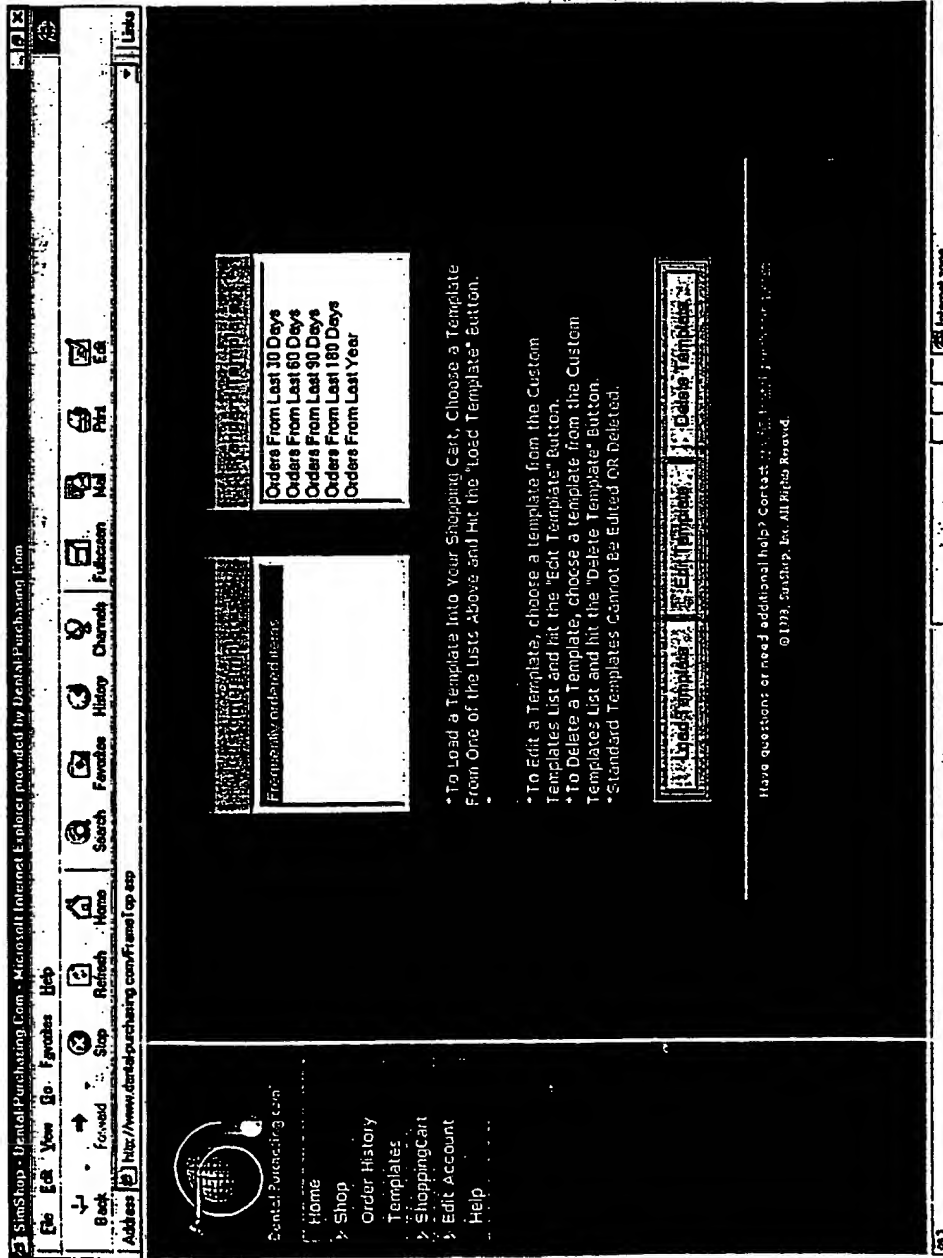 SimShop - Dental-Purchasing.Com - Microsoft Internet Explorer provided by Dental-Purchasing.Com
File Edit View Go Favorites Help
Back Forward Stop Refresh Home Search Favorites History Channels Fullscreen Mail Print Edit
Address http://www.dental-purchasing.com/FrameTop.asp Links
Dental-Purchasing.com
Home
Shop
Order History
Templates
ShoppingCart
Edit Account
Help
Frequently ordered items
Orders From Last 30 Days
Orders From Last 60 Days
Orders From Last 90 Days
Orders From Last 180 Days
Orders From Last Year
* To Load a Template Into Your Shopping Cart, Choose a Template
From One of the Lists Above and Hit the "Load Template" Button.
*
* To Edit a Template, choose a template from the Custom
Templates List and hit the "Edit Template" Button.
* To Delete a Template, choose a template from the Custom
Templates List and hit the "Delete Template" Button.
* Standard Templates Cannot Be Edited OR Deleted.
Load Template Edit Template Delete Template
Have questions or need additional help? Contact
SimShop, Inc. All Rights Reserved.
Internet zone